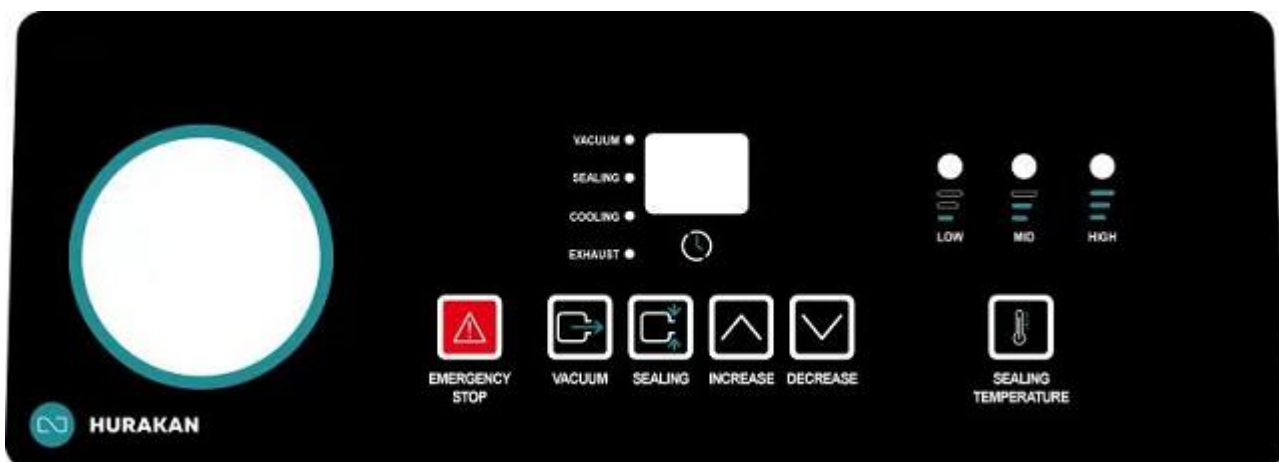 VACUUM
SEALING
COOLING
EXHAUST
LOW MID HIGH
EMERGENCY STOP
VACUUM
SEALING
INCREASE
DECREASE
SEALING TEMPERATURE
HURAKAN